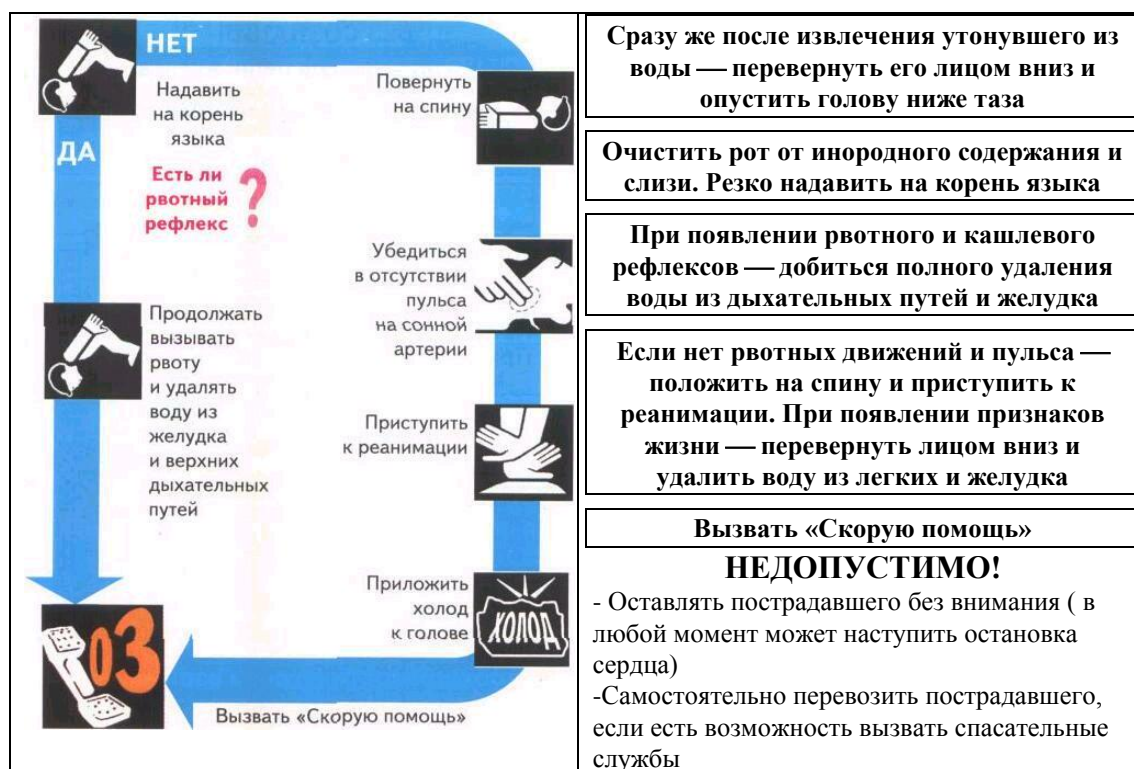 НЕТ
Надавить
на корень
языка
ДА
Есть ли
рвотный
рефлекс
?
Продолжать
вызывать
рвоту
и удалять
воду из
желудка
и верхних
дыхательных
путей
Повернуть
на спину
Убедиться
в отсутствии
пульса
на сонной
артерии
Приступить
к реанимации
Приложить
холод
к голове
ХОЛОД
03
Вызвать «Скорую помощь»
Сразу же после извлечения утонувшего из
воды — перевернуть его лицом вниз и
опустить голову ниже таза
Очистить рот от инородного содержания и
слизи. Резко надавить на корень языка
При появлении рвотного и кашлевого
рефлексов — добиться полного удаления
воды из дыхательных путей и желудка
Если нет рвотных движений и пульса —
положить на спину и приступить к
реанимации. При появлении признаков
жизни — перевернуть лицом вниз и
удалить воду из легких и желудка
Вызвать «Скорую помощь»
НЕДОПУСТИМО!
- Оставлять пострадавшего без внимания ( в
любой момент может наступить остановка
сердца)
-Самостоятельно перевозить пострадавшего,
если есть возможность вызвать спасательные
службы